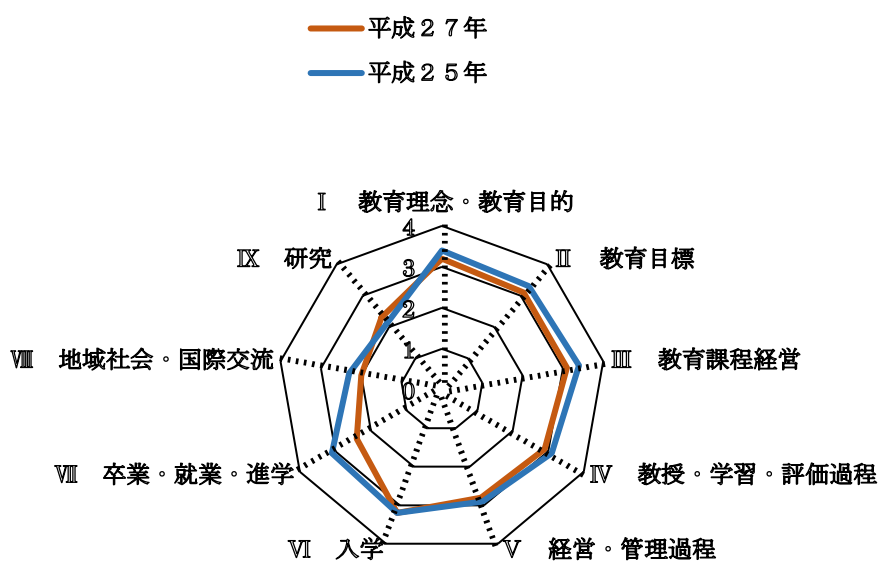 平成２７年
平成２５年
Ⅰ　教育理念・教育目的
4
Ⅸ　研究
Ⅱ　教育目標
3
2
1
Ⅷ　地域社会・国際交流
Ⅲ　教育課程経営
0
Ⅶ　卒業・就業・進学
Ⅳ　教授・学習・評価過程
Ⅵ　入学
Ⅴ　経営・管理過程